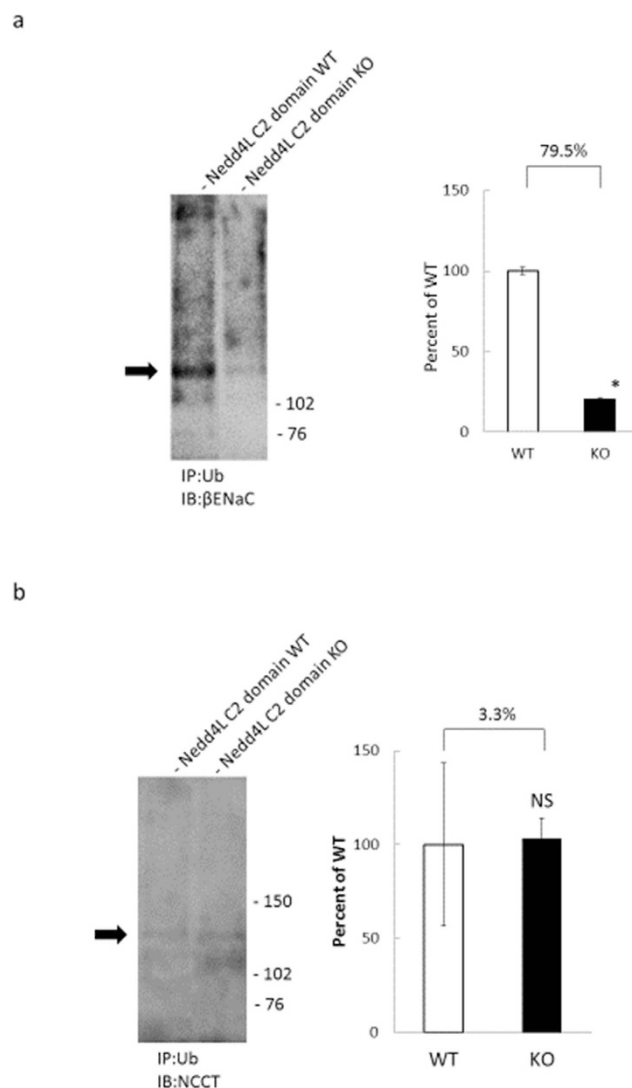 a
- Nedd4L C2 domain WT
- Nedd4L C2 domain KO
- 102
- 76
IP:Ub
IB:βENaC
79.5%
Percent of WT
150
100
50
0
*
WT
KO
b
- Nedd4L C2 domain WT
- Nedd4L C2 domain KO
- 150
- 102
- 76
IP:Ub
IB:NCCT
3.3%
Percent of WT
150
100
50
0
NS
WT
KO